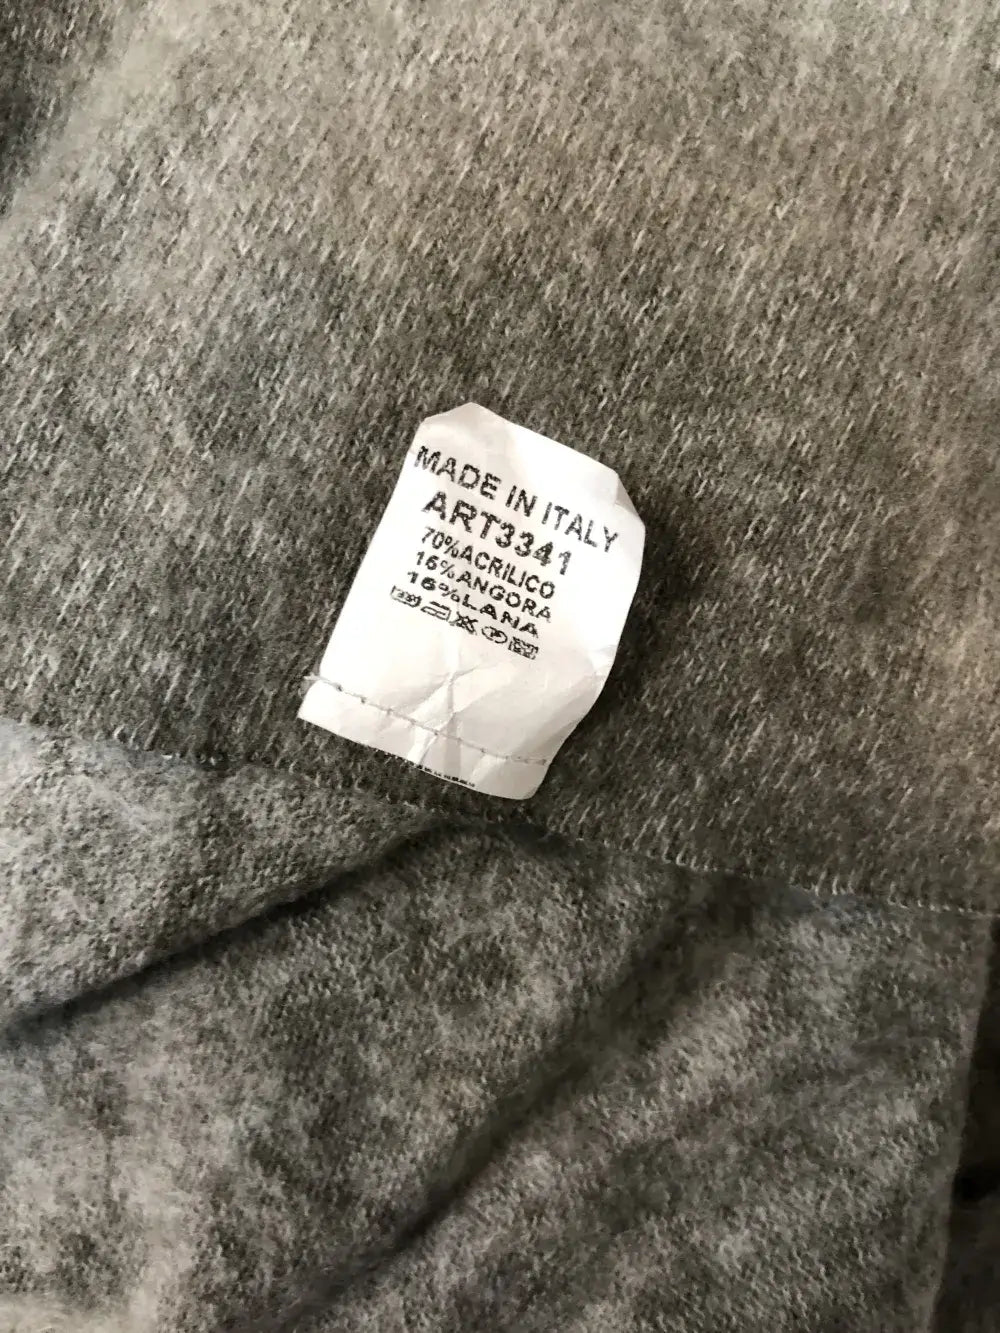 MADE IN ITALY
ART3341
70%ACRILICO
16%ANGORA
16%LANA